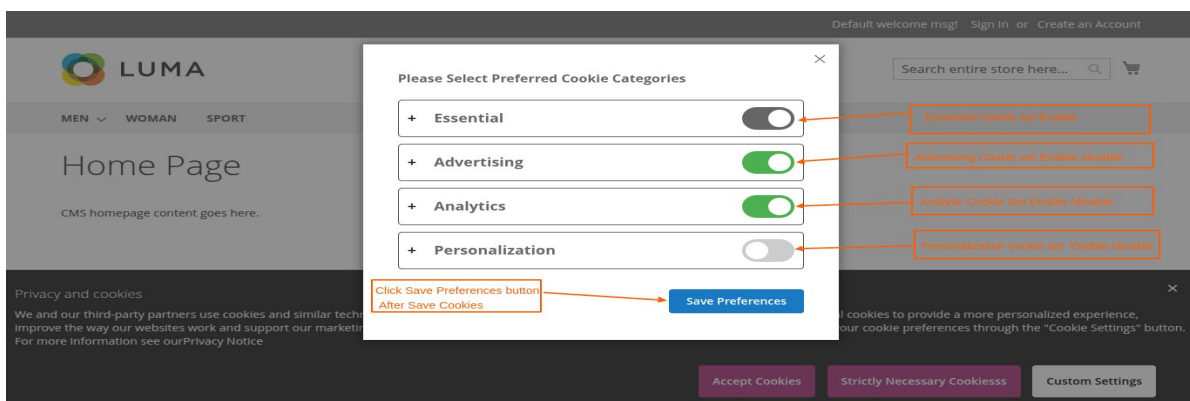 Default welcome msg! Sign In or Create an Account
LUMA
Search entire store here...
MEN WOMAN SPORT
Home Page
CMS homepage content goes here.
Please Select Preferred Cookie Categories
+ Essential
Essential Cookie set Enable
+ Advertising
Advertising Cookie set Enable /disable
+ Analytics
Analytic Cookie Set Enable /disable
+ Personalization
Personalization cookie set Enable /disable
Click Save Preferences button
After Save Cookies
Save Preferences
Privacy and cookies
We and our third-party partners use cookies and similar tech
l cookies to provide a more personalized experience,
improve the way our websites work and support our marketin
our cookie preferences through the "Cookie Settings" button.
For more information see ourPrivacy Notice
Accept Cookies
Strictly Necessary Cookiesss
Custom Settings